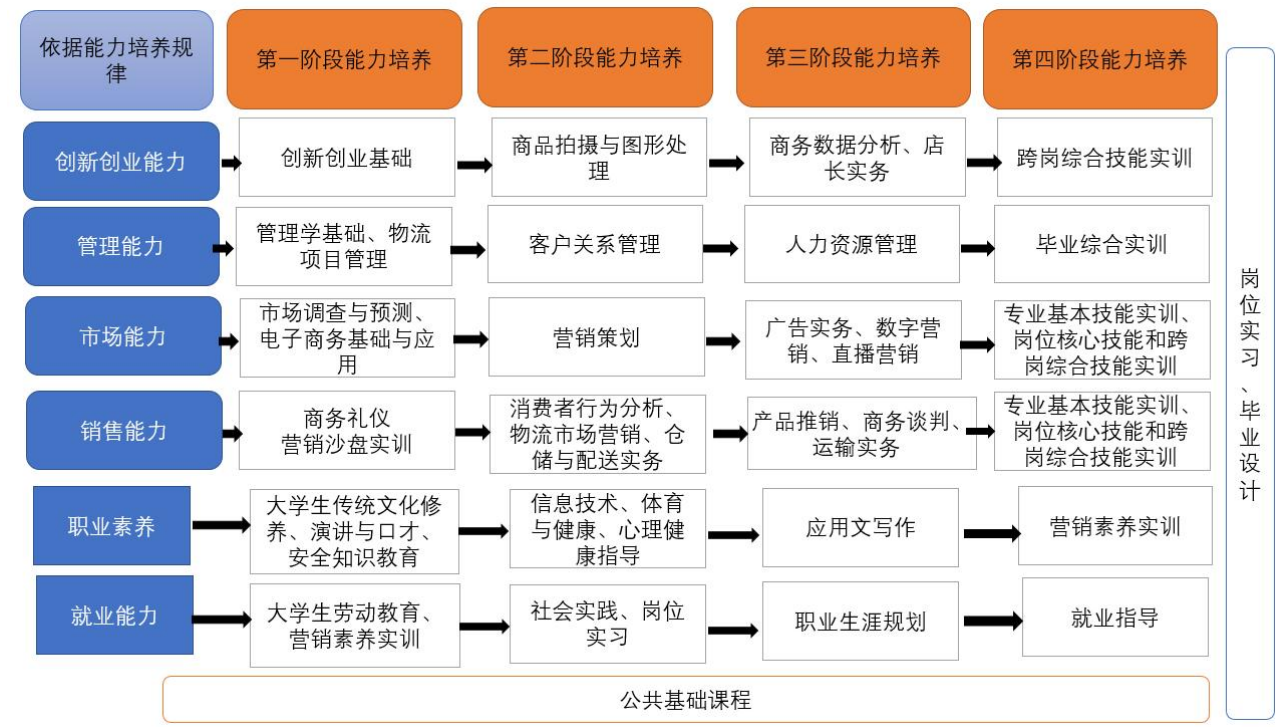 依据能力培养规
律
第一阶段能力培养
第二阶段能力培养
第三阶段能力培养
第四阶段能力培养
创新创业能力
创新创业基础
商品拍摄与图形处
理
商务数据分析、店
长实务
跨岗综合技能实训
管理能力
管理学基础、物流
项目管理
客户关系管理
人力资源管理
毕业综合实训
市场能力
市场调查与预测、
电子商务基础与应
用
营销策划
广告实务、数字营
销、直播营销
专业基本技能实训、
岗位核心技能和跨
岗综合技能实训
销售能力
商务礼仪
营销沙盘实训
消费者行为分析、
物流市场营销、仓
储与配送实务
产品推销、商务谈判、
运输实务
专业基本技能实训、
岗位核心技能和跨
岗综合技能实训
职业素养
大学生传统文化修
养、演讲与口才、
安全知识教育
信息技术、体育
与健康、心理健
康指导
应用文写作
营销素养实训
就业能力
大学生劳动教育、
营销素养实训
社会实践、岗位
实习
职业生涯规划
就业指导
公共基础课程
岗位实习、毕业设计